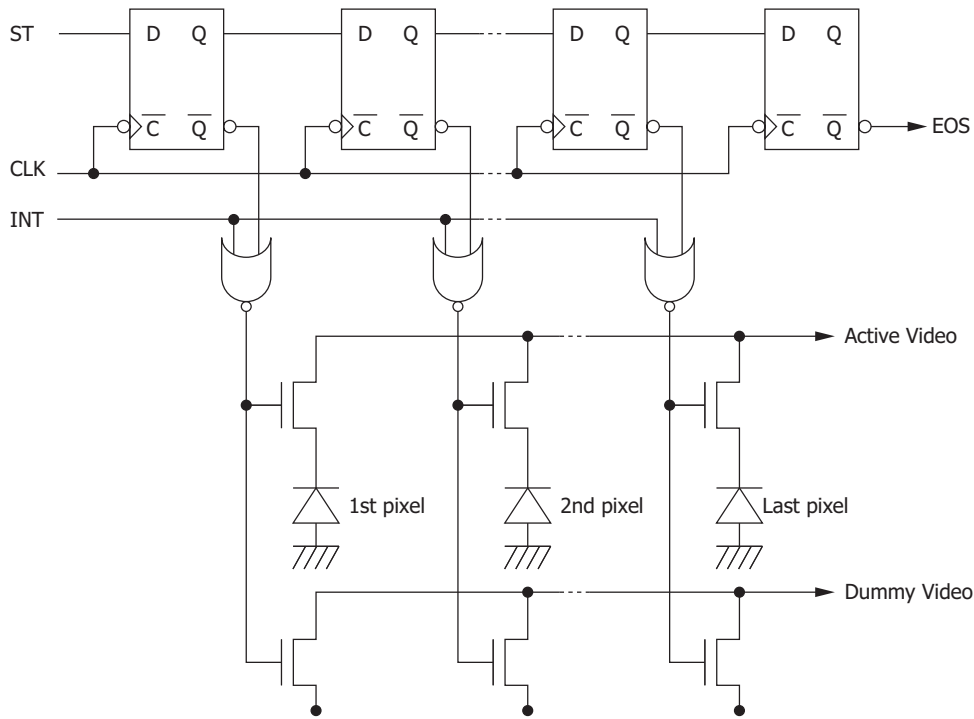 ST D Q D Q D Q D Q
C̅ Q̅ C̅ Q̅ C̅ Q̅ C̅ Q̅ EOS
CLK
INT
Active Video
1st pixel 2nd pixel Last pixel
Dummy Video